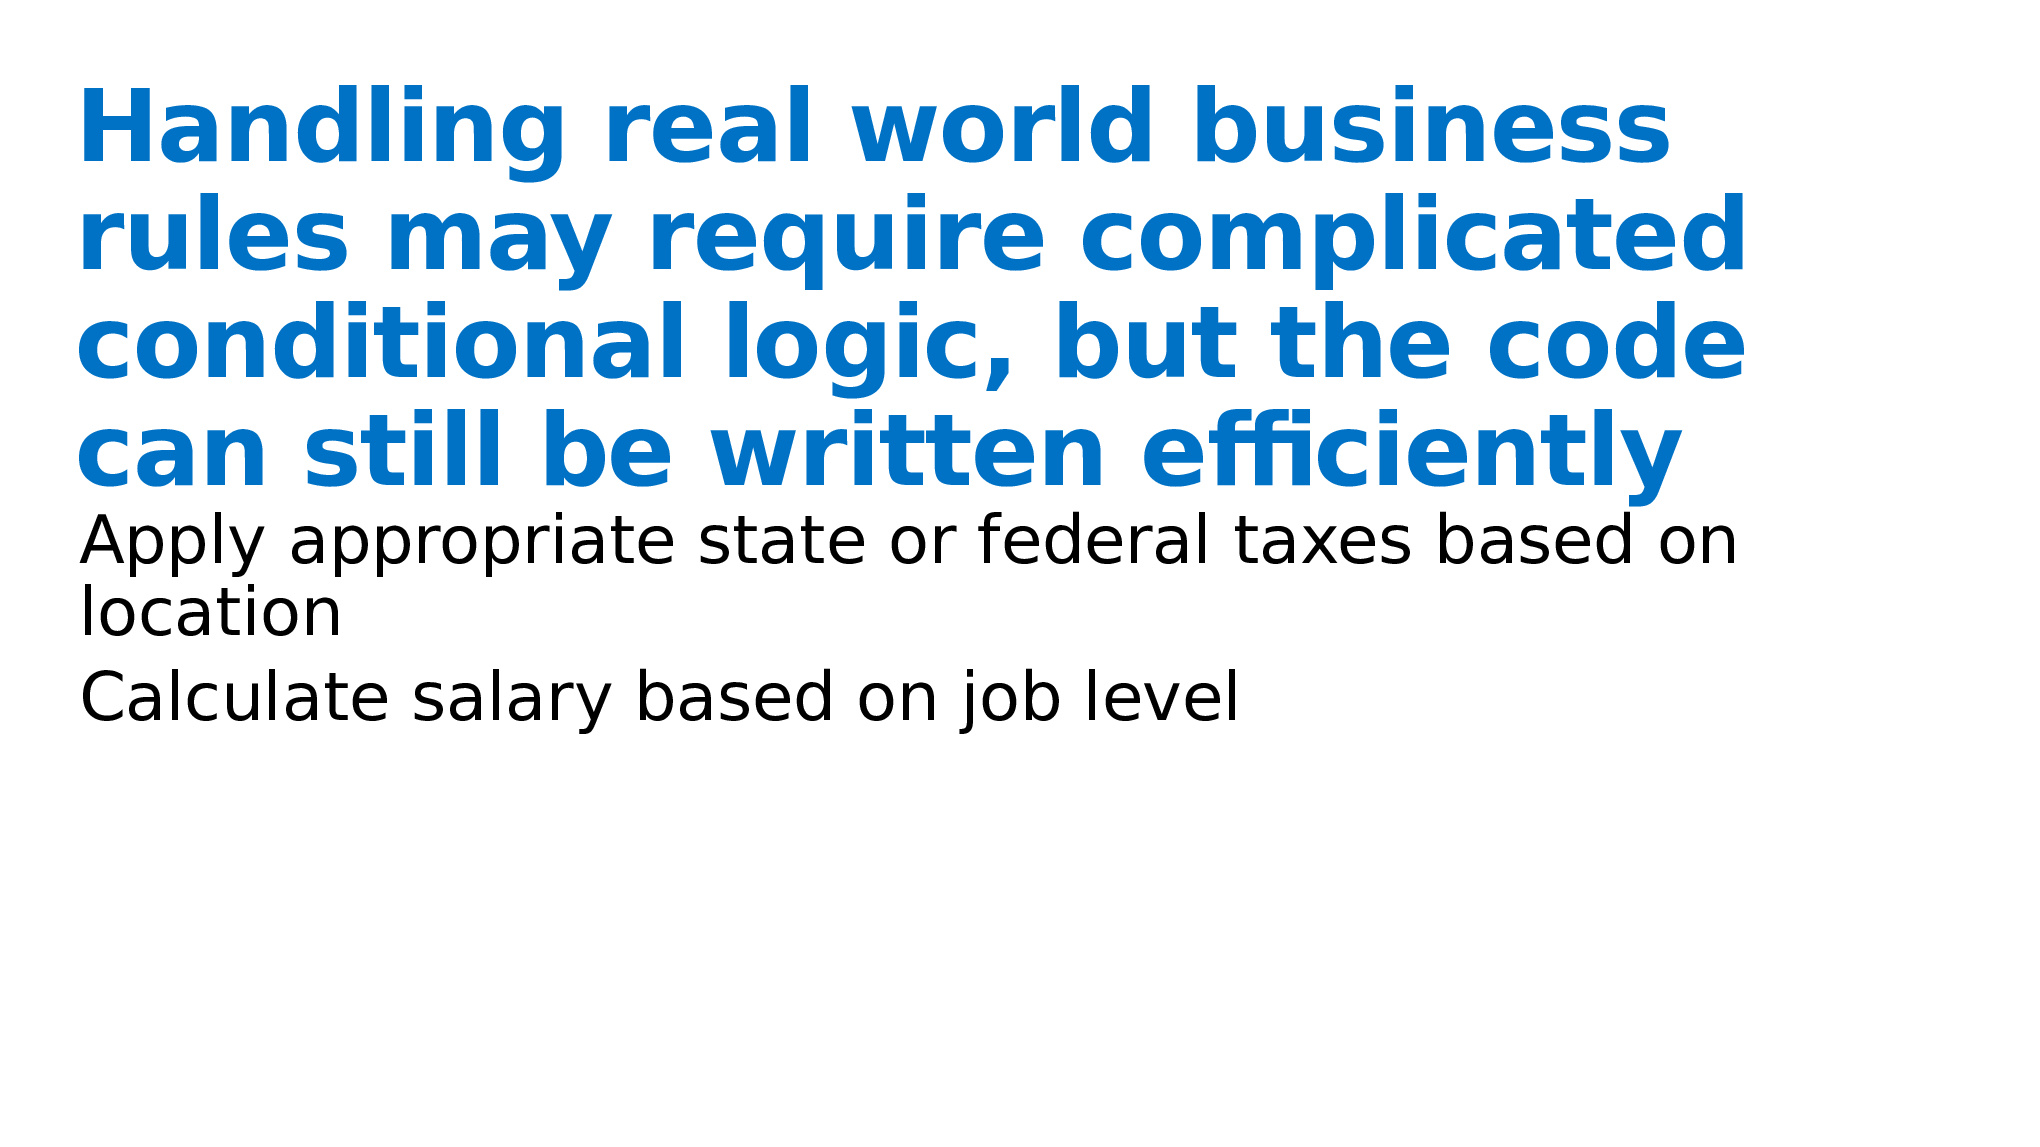 Handling real world business
rules may require complicated
conditional logic, but the code
can still be written efficiently
Apply appropriate state or federal taxes based on
location
Calculate salary based on job level